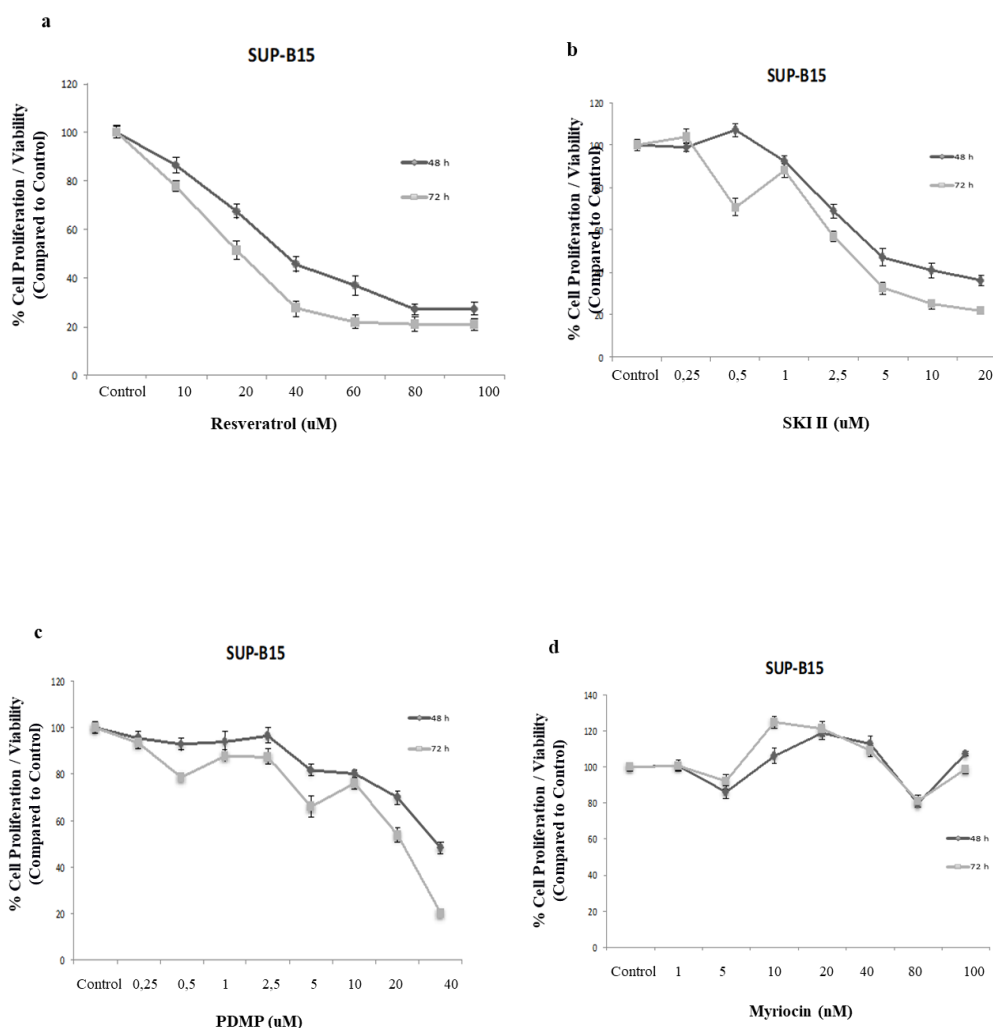 a
SUP-B15
% Cell Proliferation / Viability
(Compared to Control)
120
100
80
60
40
20
0
48 h
72 h
Control 10 20 40 60 80 100
Resveratrol (uM)
b
SUP-B15
% Cell Proliferation / Viability
(Compared to Control)
120
100
80
60
40
20
0
48 h
72 h
Control 0,25 0,5 1 2,5 5 10 20
SKI II (uM)
c
SUP-B15
% Cell Proliferation / Viability
(Compared to Control)
120
100
80
60
40
20
0
48 h
72 h
Control 0,25 0,5 1 2,5 5 10 20 40
PDMP (uM)
d
SUP-B15
% Cell Proliferation / Viability
(Compared to Control)
140
120
100
80
60
40
20
0
48 h
72 h
Control 1 5 10 20 40 80 100
Myriocin (nM)